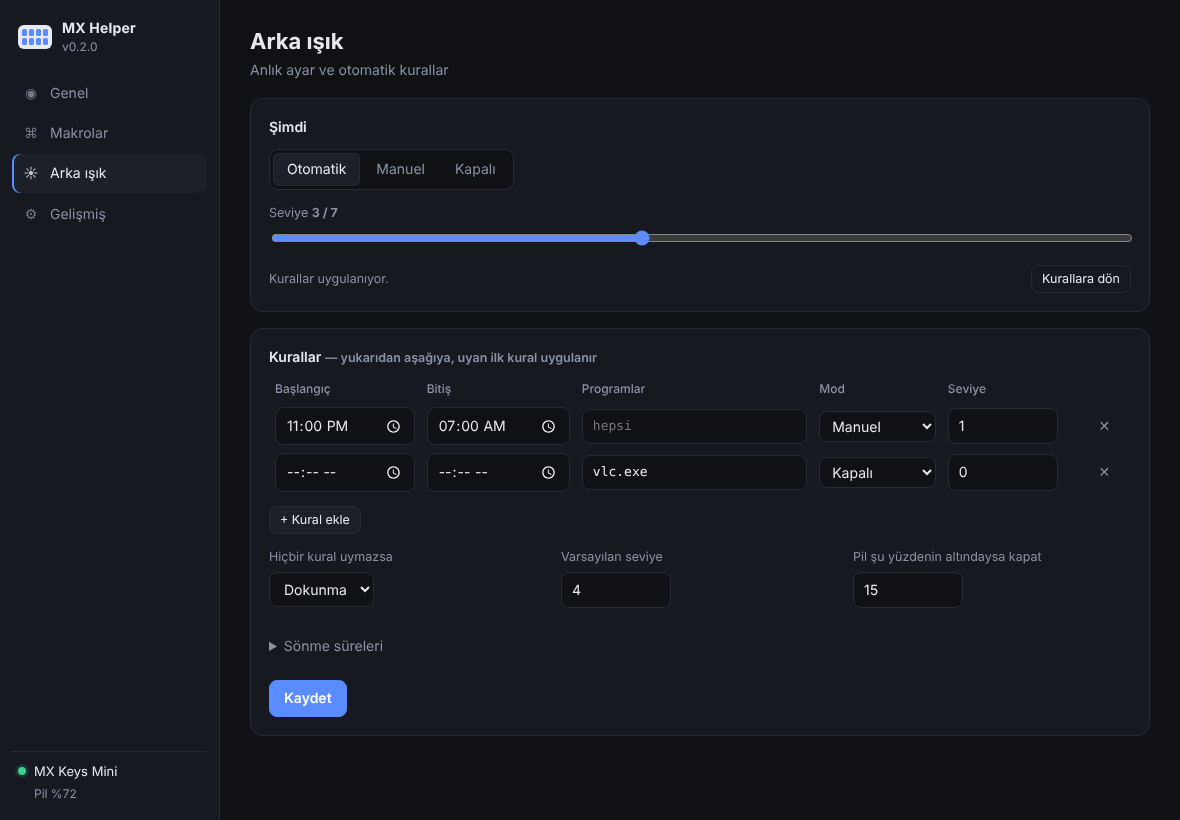 MX Helper
v0.2.0
Genel
Makrolar
Arka ışık
Gelişmiş
MX Keys Mini
Pil %72
Arka ışık
Anlık ayar ve otomatik kurallar
Şimdi
Otomatik Manuel Kapalı
Seviye 3 / 7
Kurallar uygulanıyor. Kurallara dön
Kurallar — yukarıdan aşağıya, uyan ilk kural uygulanır
Başlangıç Bitiş Programlar Mod Seviye
11:00 PM 07:00 AM hepsi Manuel 1 ×
--:-- -- --:-- -- vlc.exe Kapalı 0 ×
+ Kural ekle
Hiçbir kural uymazsa Varsayılan seviye Pil şu yüzdenin altındaysa kapat
Dokunma 4 15
Sönme süreleri
Kaydet